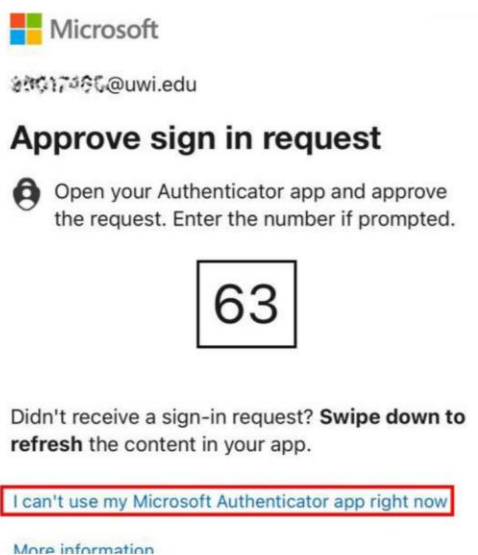 Microsoft
@uwi.edu
Approve sign in request
Open your Authenticator app and approve
the request. Enter the number if prompted.
63
Didn't receive a sign-in request? Swipe down to
refresh the content in your app.
I can't use my Microsoft Authenticator app right now
More information